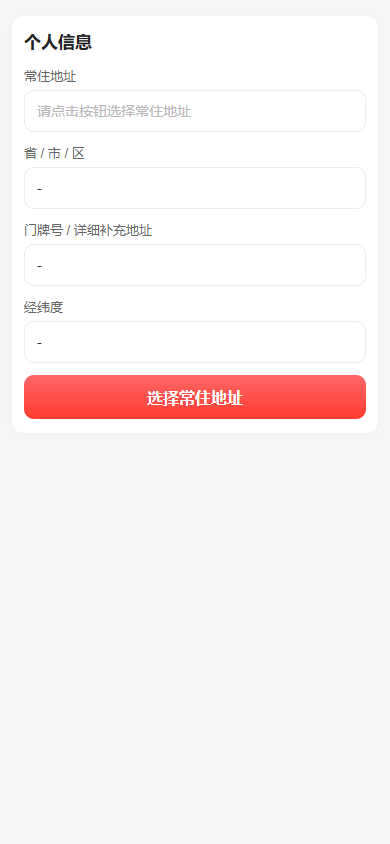 个人信息
常住地址
请点击按钮选择常住地址
省 / 市 / 区
-
门牌号 / 详细补充地址
-
经纬度
-
选择常住地址